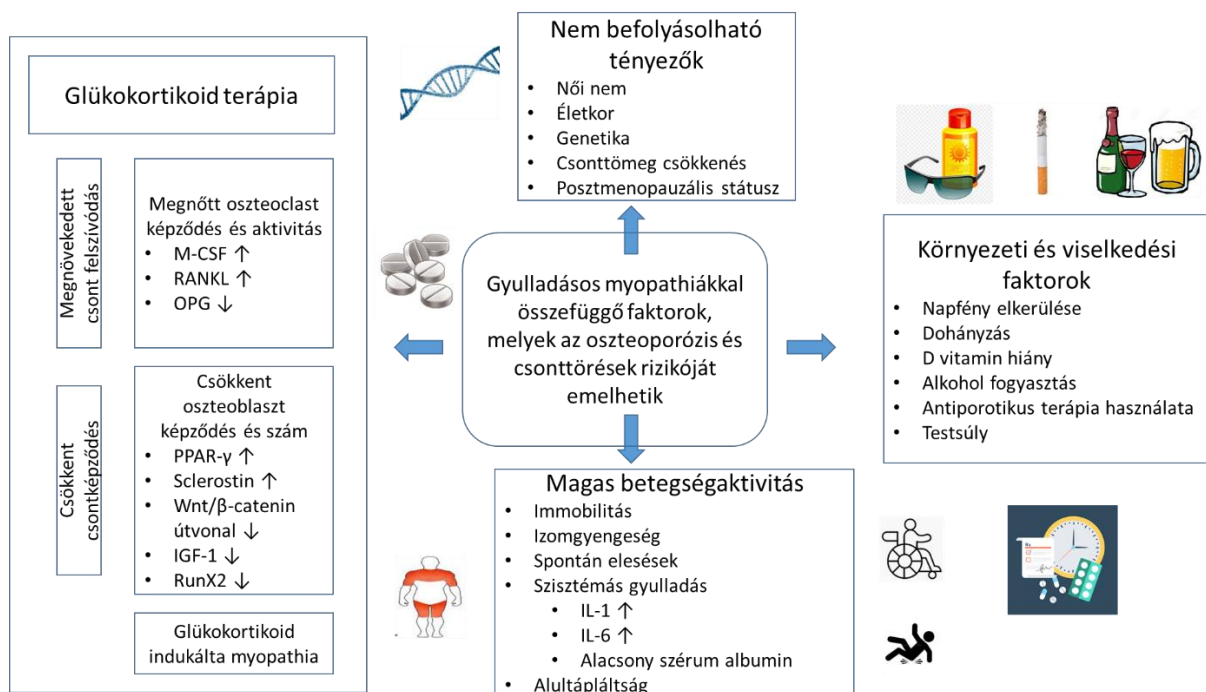 Glükokortikoid terápia
Megnövekedett
csont felszívódás
Megnőtt oszteoclast
képződés és aktivitás
• M-CSF ↑
• RANKL ↑
• OPG ↓
Csökkent
csontképződés
Csökkent
oszteoblaszt
képződés és szám
• PPAR-γ ↑
• Sclerostin ↑
• Wnt/β-catenin
útvonal ↓
• IGF-1 ↓
• RunX2 ↓
Glükokortikoid
indukálta myopathia
Nem befolyásolható
tényezők
• Női nem
• Életkor
• Genetika
• Csonttömeg csökkenés
• Posztmenopauzális státusz
Gyulladásos myopathiákkal
összefüggő faktorok,
melyek az oszteoporózis és
csonttörések rizikóját
emelhetik
Magas betegségaktivitás
• Immobilitás
• Izomgyengeség
• Spontán elesések
• Szisztémás gyulladás
• IL-1 ↑
• IL-6 ↑
• Alacsony szérum albumin
• Alultápláltság
Környezeti és viselkedési
faktorok
• Napfény elkerülése
• Dohányzás
• D vitamin hiány
• Alkohol fogyasztás
• Antiporotikus terápia használata
• Testsúly